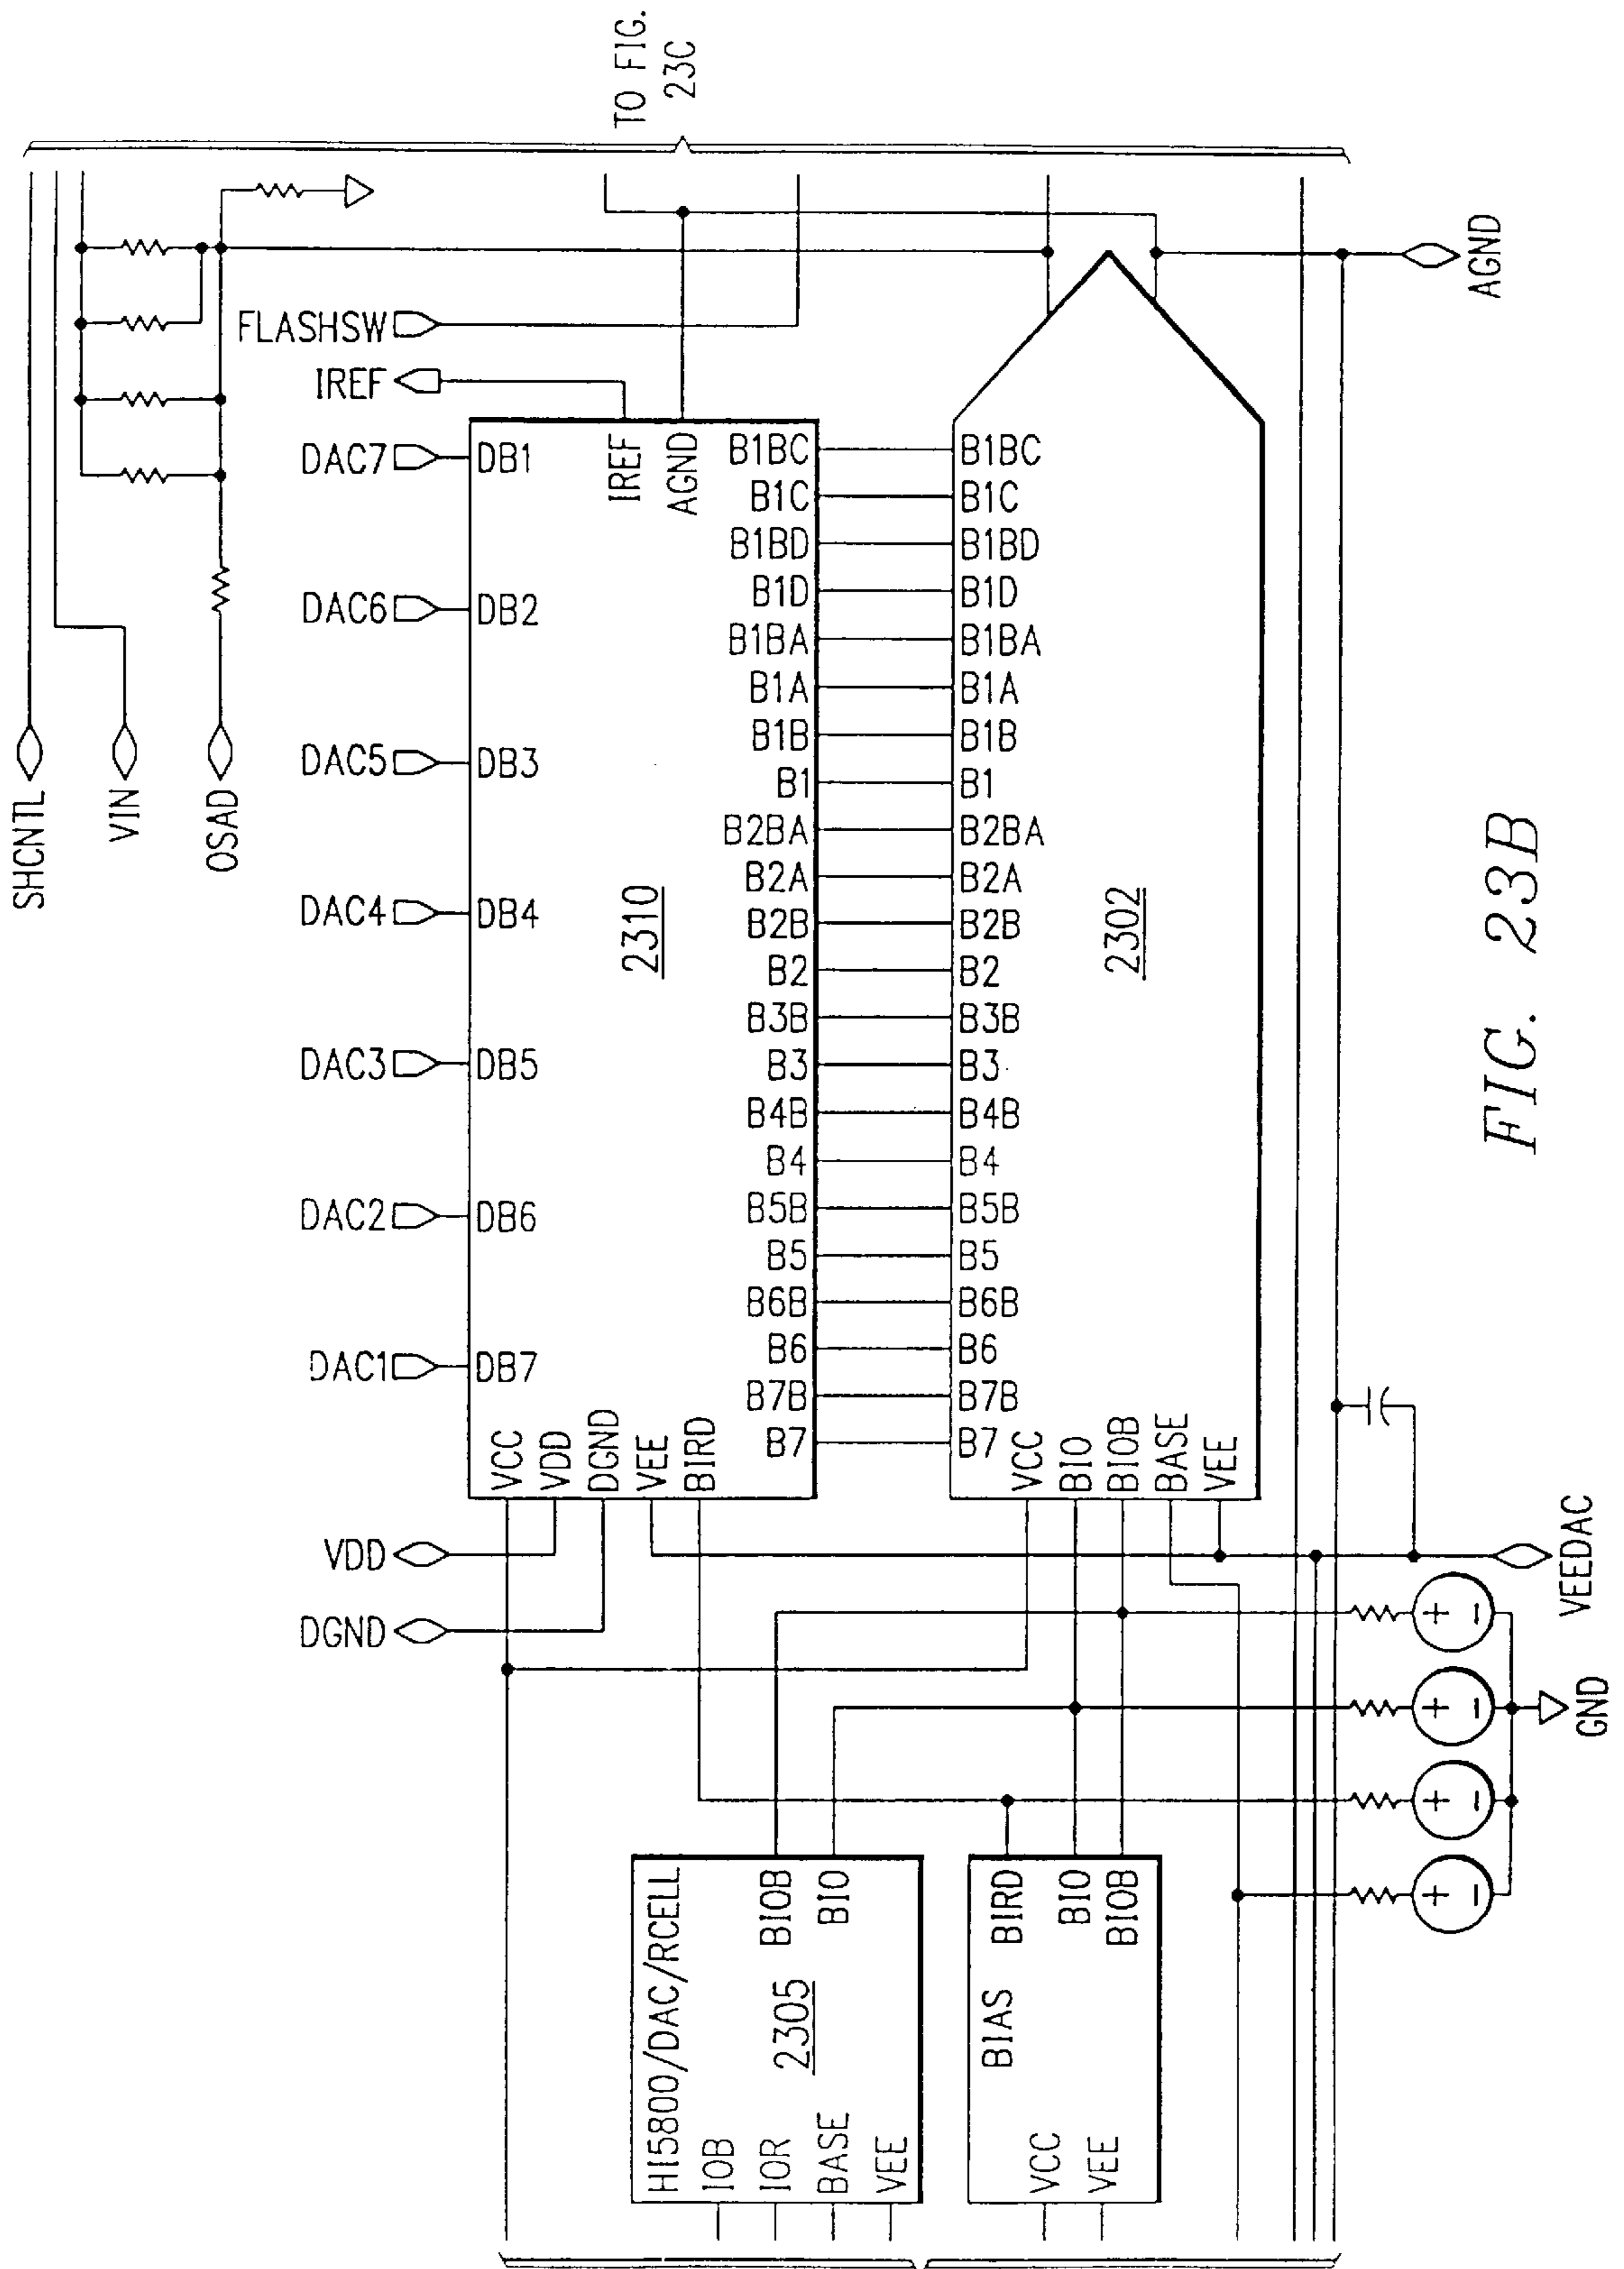 SHCNTL
VIN
OSAD
TO FIG.
23C
FLASHSW
IREF
DAC7
DAC6
DAC5
DAC4
DAC3
DAC2
DAC1
VDD
DGND
DB1
DB2
DB3
DB4
DB5
DB6
DB7
IREF
AGND
VCC
VDD
DGND
VEE
BIRD
2310
B1BC
B1C
B1BD
B1D
B1BA
B1A
B1B
B1
B2BA
B2A
B2B
B2
B3B
B3
B4B
B4
B5B
B5
B6B
B6
B7B
B7
B1BC
B1C
B1BD
B1D
B1BA
B1A
B1B
B1
B2BA
B2A
B2B
B2
B3B
B3
B4B
B4
B5B
B5
B6B
B6
B7B
B7
VCC
BIO
BIOB
BASE
VEE
2302
HI5800/DAC/RCELL
BIOB
BIO
2305
IOB
IOR
BASE
VEE
BIAS
BIRD
BIO
BIOB
VCC
VEE
+ −
+ −
+ −
+ −
VEEDAC
GND
AGND
FIG. 23B